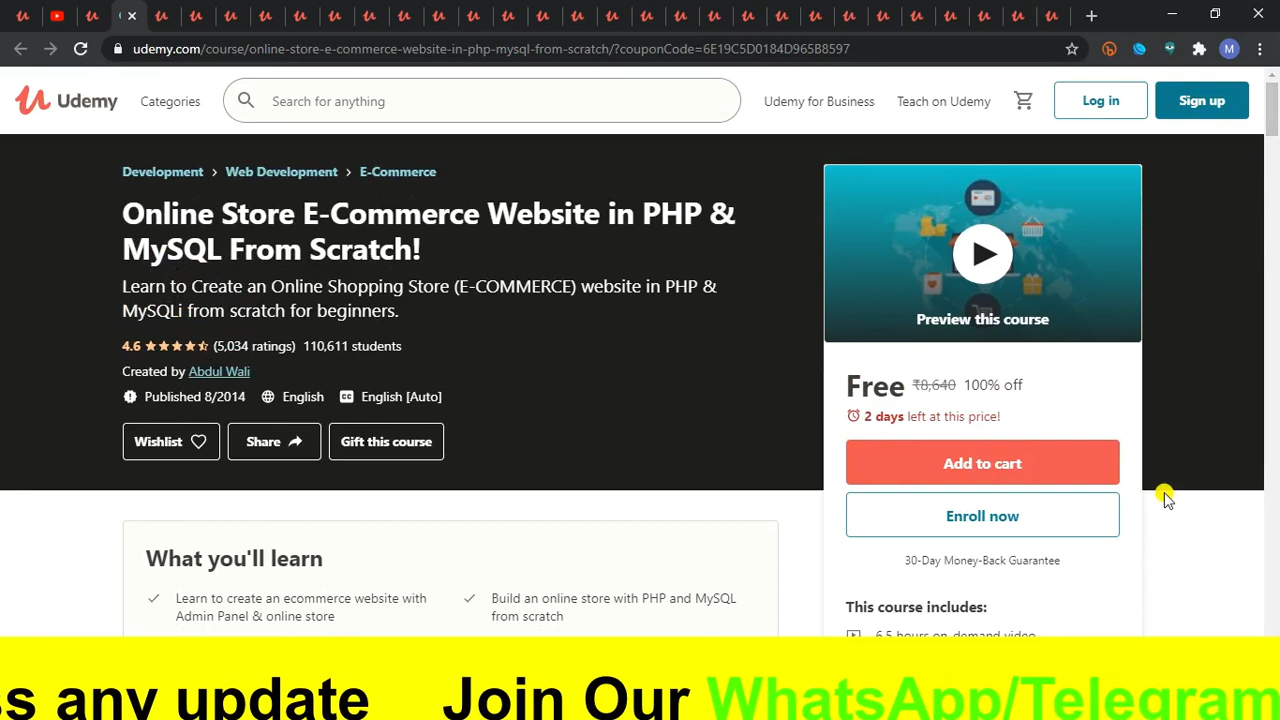 udemy.com/course/online-store-e-commerce-website-in-php-mysql-from-scratch/?couponCode=6E19C5D0184D965B8597
M
Udemy
Categories
Search for anything
Udemy for Business
Teach on Udemy
Log in
Sign up
Development > Web Development > E-Commerce
Online Store E-Commerce Website in PHP &
MySQL From Scratch!
Learn to Create an Online Shopping Store (E-COMMERCE) website in PHP &
MySQLi from scratch for beginners.
4.6 (5,034 ratings) 110,611 students
Created by Abdul Wali
Published 8/2014 English English [Auto]
Wishlist Share Gift this course
Preview this course
Free ₹8,640 100% off
2 days left at this price!
Add to cart
Enroll now
30-Day Money-Back Guarantee
This course includes:
6.5 hours on-demand video
What you'll learn
Learn to create an ecommerce website with
Admin Panel & online store
Build an online store with PHP and MySQL
from scratch
ss any update Join Our WhatsApp/Telegram